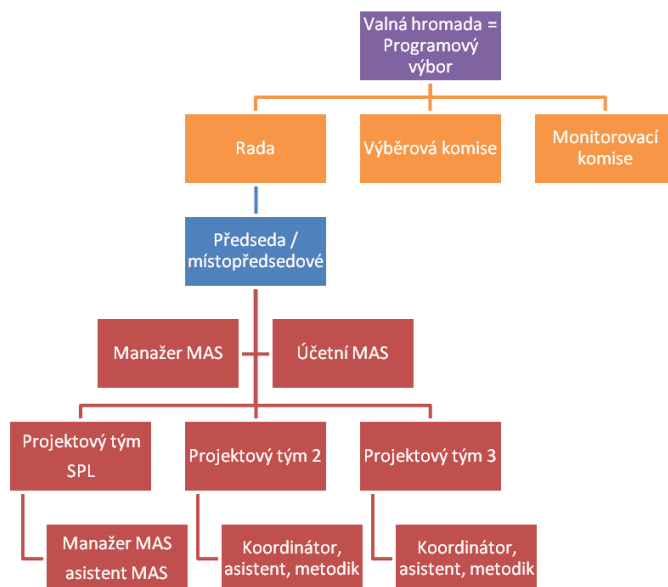 Valná hromada =
Programový
výbor
Rada
Výběrová komise
Monitorovací
komise
Předseda /
místopředsedové
Manažer MAS
Účetní MAS
Projektový tým
SPL
Projektový tým 2
Projektový tým 3
Manažer MAS
asistent MAS
Koordinátor,
asistent, metodik
Koordinátor,
asistent, metodik